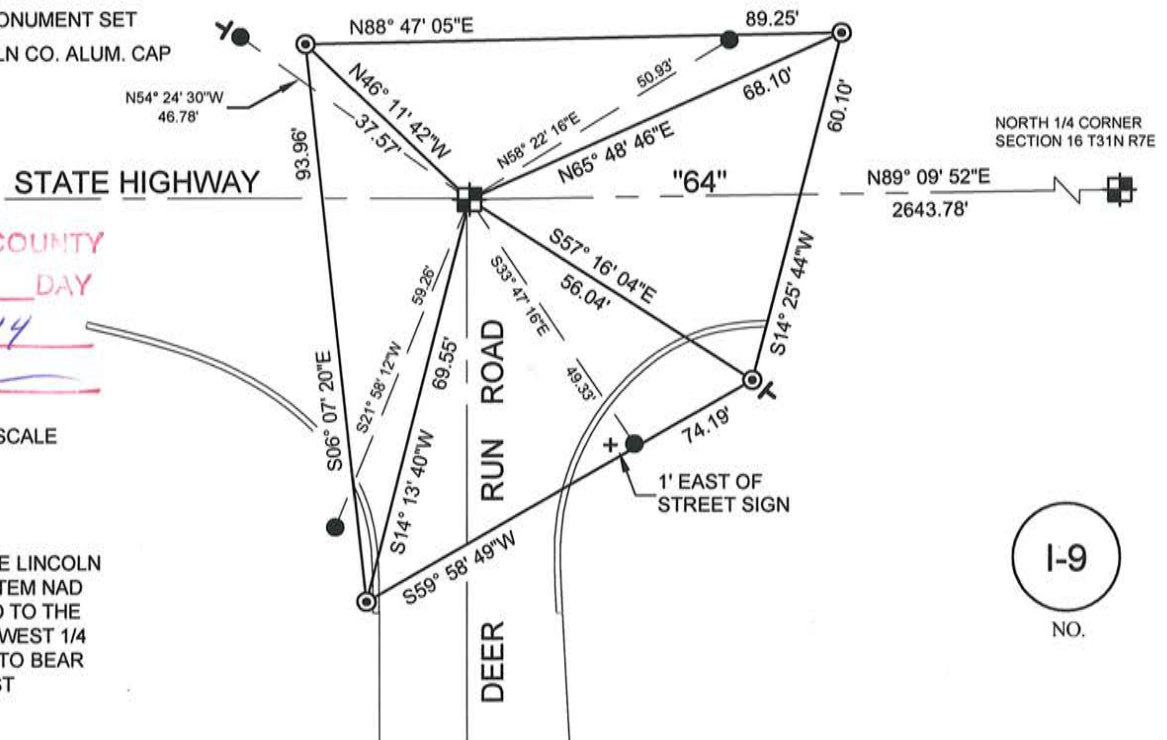 ONUMENT SET
LN CO. ALUM. CAP
N88° 47' 05"E
89.25'
N54° 24' 30"W
46.78'
N46° 11' 42"W
37.57'
50.93'
N58° 22' 16"E
68.10'
N65° 48' 46"E
60.10'
93.96'
S06° 07' 20"E
STATE HIGHWAY
"64"
N89° 09' 52"E
2643.78'
NORTH 1/4 CORNER
SECTION 16 T31N R7E
COUNTY
DAY
SCALE
59.26'
S21° 58' 12"W
69.55'
S14° 13' 40"W
S33° 47' 16"E
49.33'
S57° 16' 04"E
56.04'
S14° 25' 44"W
74.19'
S59° 58' 49"W
1' EAST OF
STREET SIGN
DEER RUN ROAD
E LINCOLN
TEM NAD
TO THE
WEST 1/4
TO BEAR
ST
I-9
NO.